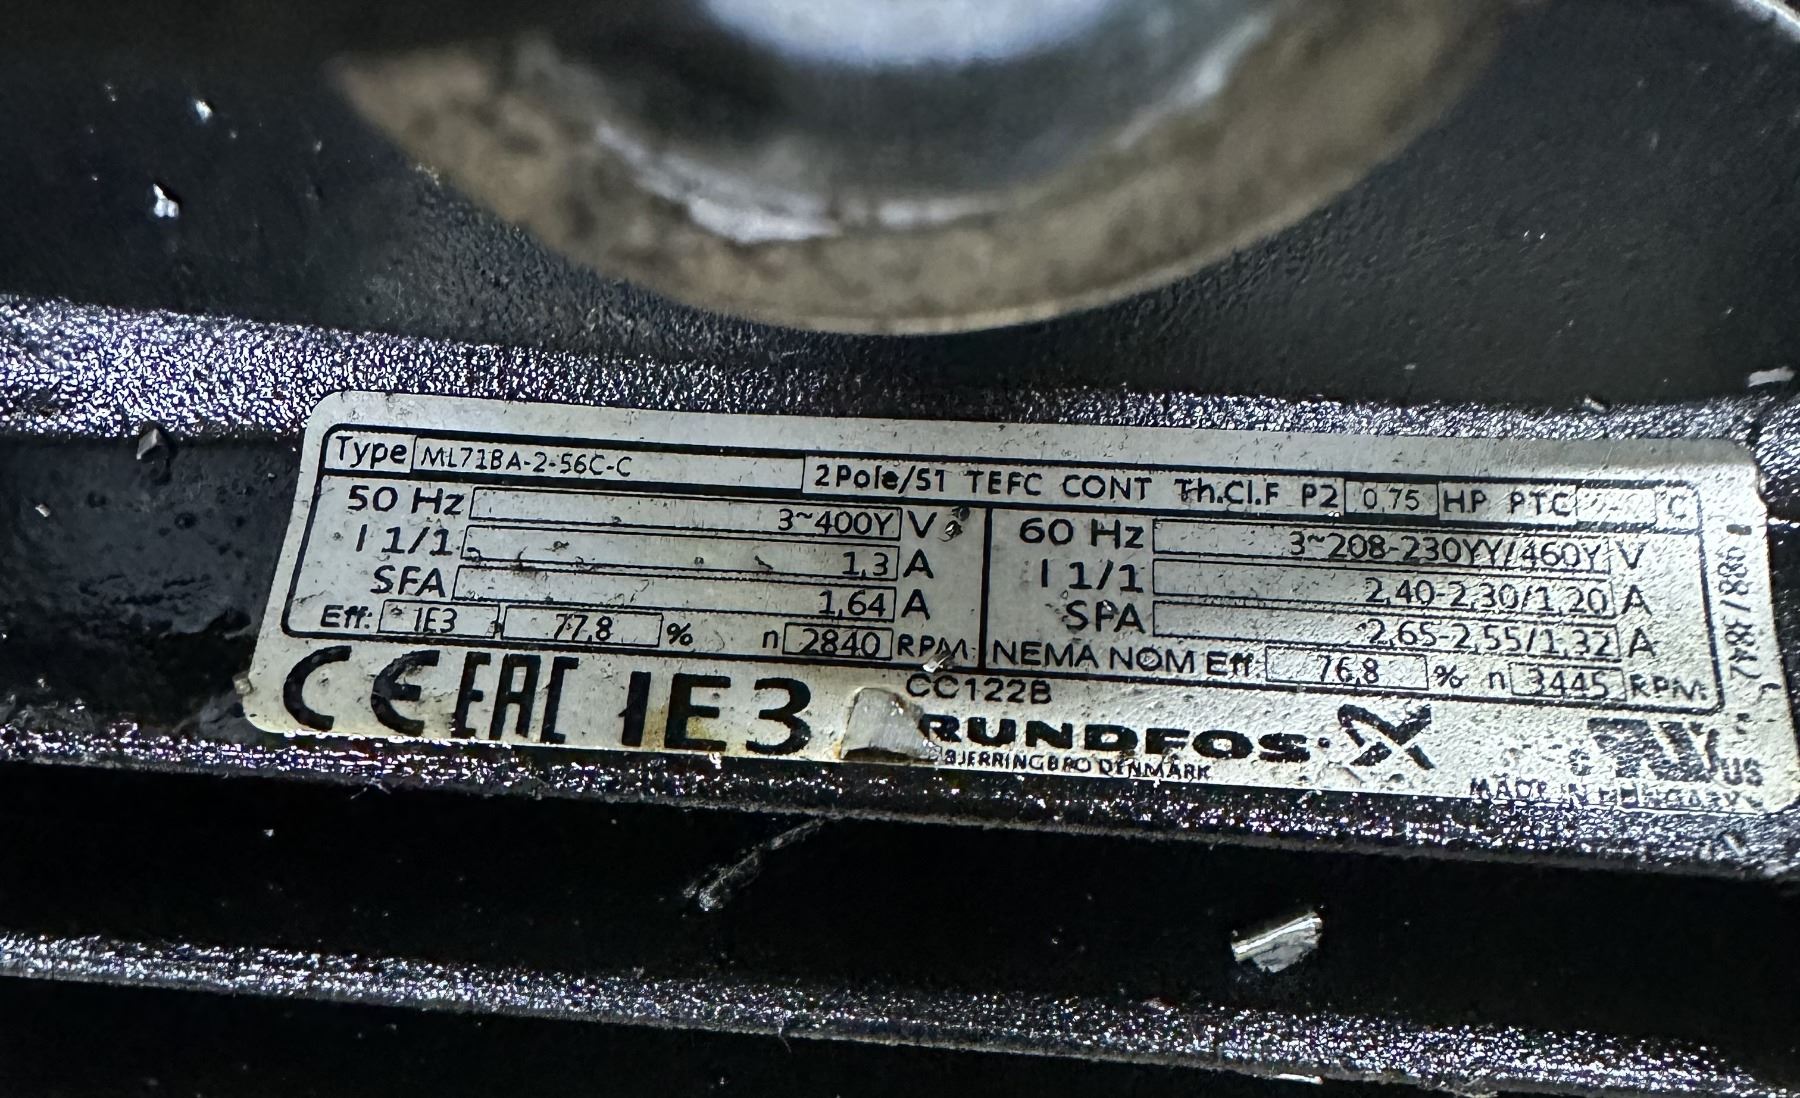 Type ML71BA-2-56C-C 2Pole/S1 TEFC CONT Th.Cl.F P2 0,75 HP PTC °C
50 Hz 3~400Y V
I 1/1 1,3 A
SFA 1,64 A
Eff: IE3 77,8 % n 2840 RPM
60 Hz 3~208-230YY/460Y V
I 1/1 2,40-2,30/1,20 A
SFA 2,65-2,55/1,32 A
NEMA NOM Eff 76,8 % n 3445 RPM
CE EAC IE3
CC122B
RUNDFOS
BJERRINGBRO DENMARK
US
MADE IN